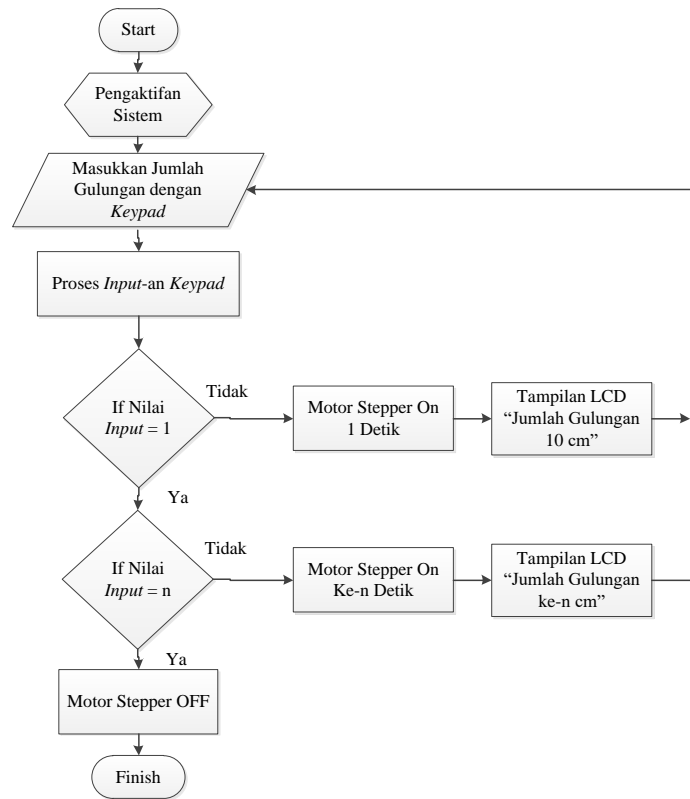 Start
Pengaktifan
Sistem
Masukkan Jumlah
Gulungan dengan
Keypad
Proses Input-an Keypad
If Nilai
Input = 1
Tidak
Motor Stepper On
1 Detik
Tampilan LCD
“Jumlah Gulungan
10 cm”
Ya
If Nilai
Input = n
Tidak
Motor Stepper On
Ke-n Detik
Tampilan LCD
“Jumlah Gulungan
ke-n cm”
Ya
Motor Stepper OFF
Finish